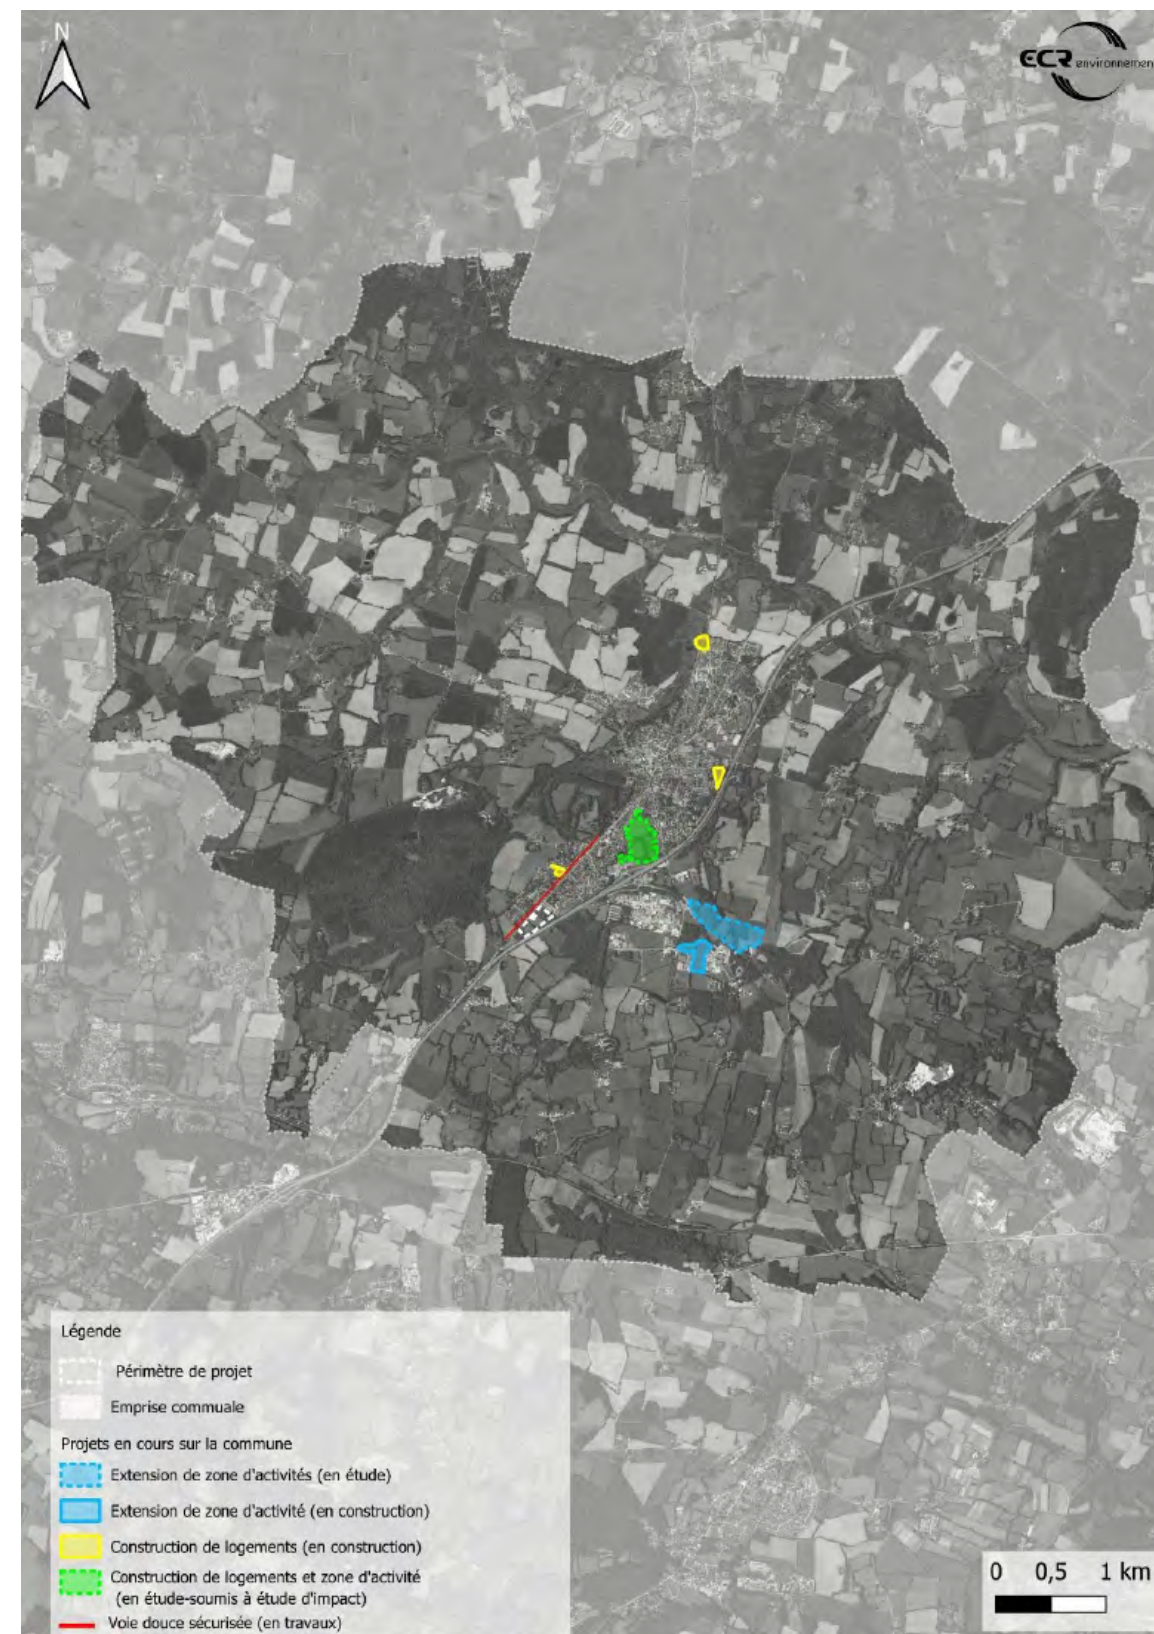 N
ECR environnemen
Légende
Périmètre de projet
Emprise commuale
Projets en cours sur la commune
Extension de zone d'activités (en étude)
Extension de zone d'activité (en construction)
Construction de logements (en construction)
Construction de logements et zone d'activité
(en étude-soumis à étude d'impact)
Voie douce sécurisée (en travaux)
0 0,5 1 km